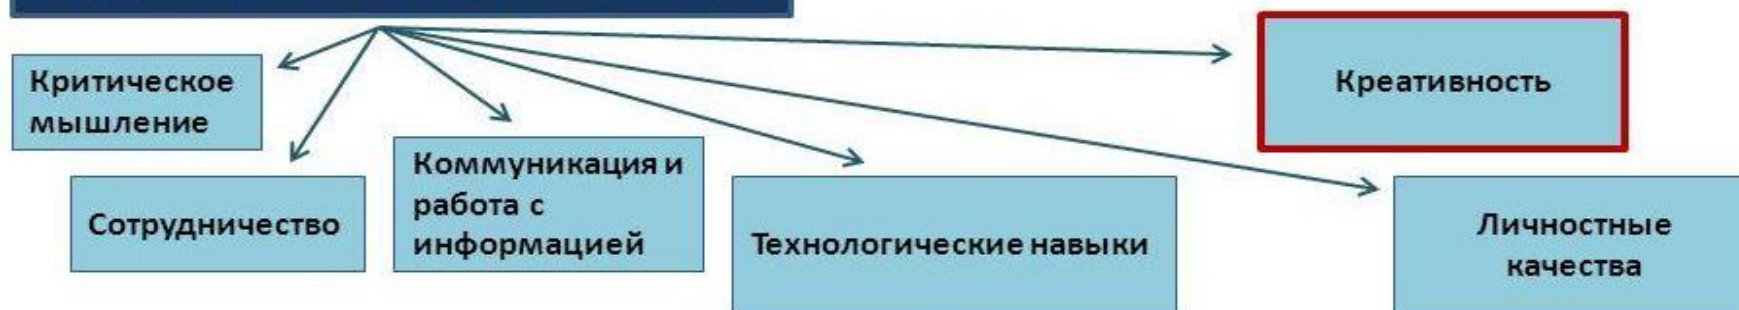 Критическое
мышление
Креативность
Сотрудничество
Коммуникация и
работа с
информацией
Технологические навыки
Личностные
качества